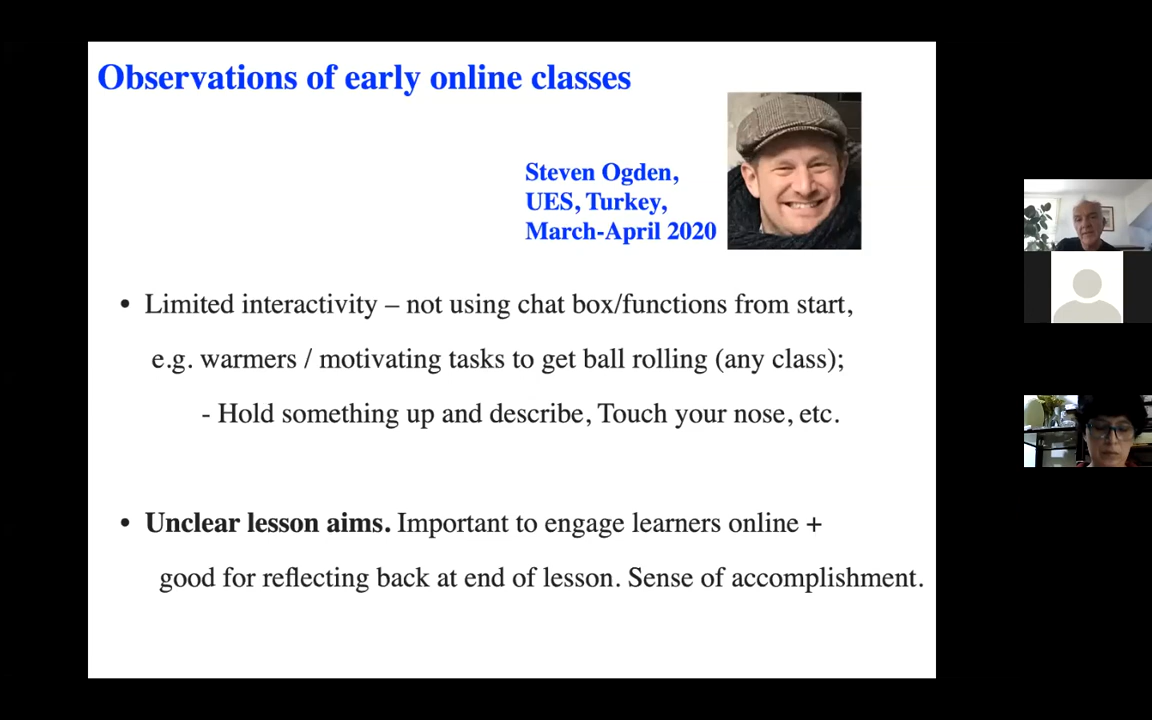 Observations of early online classes
Steven Ogden,
UES, Turkey,
March-April 2020
• Limited interactivity – not using chat box/functions from start,
e.g. warmers / motivating tasks to get ball rolling (any class);
- Hold something up and describe, Touch your nose, etc.
• Unclear lesson aims. Important to engage learners online +
good for reflecting back at end of lesson. Sense of accomplishment.